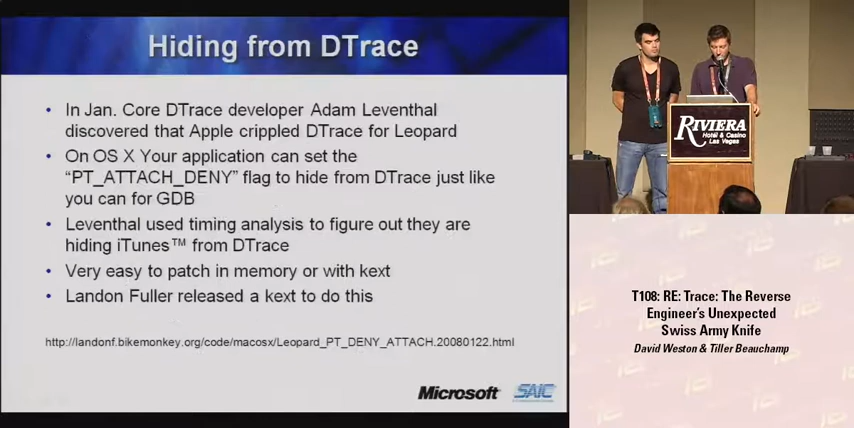 Hiding from DTrace
• In Jan. Core DTrace developer Adam Leventhal
discovered that Apple crippled DTrace for Leopard
• On OS X Your application can set the
“PT_ATTACH_DENY” flag to hide from DTrace just like
you can for GDB
• Leventhal used timing analysis to figure out they are
hiding iTunes™ from DTrace
• Very easy to patch in memory or with kext
• Landon Fuller released a kext to do this
http://landonf.bikemonkey.org/code/macosx/Leopard_PT_DENY_ATTACH.20080122.html
Microsoft SAIC
RIVIERA
Hotel & Casino
Las Vegas
T108: RE: Trace: The Reverse
Engineer's Unexpected
Swiss Army Knife
David Weston & Tiller Beauchamp